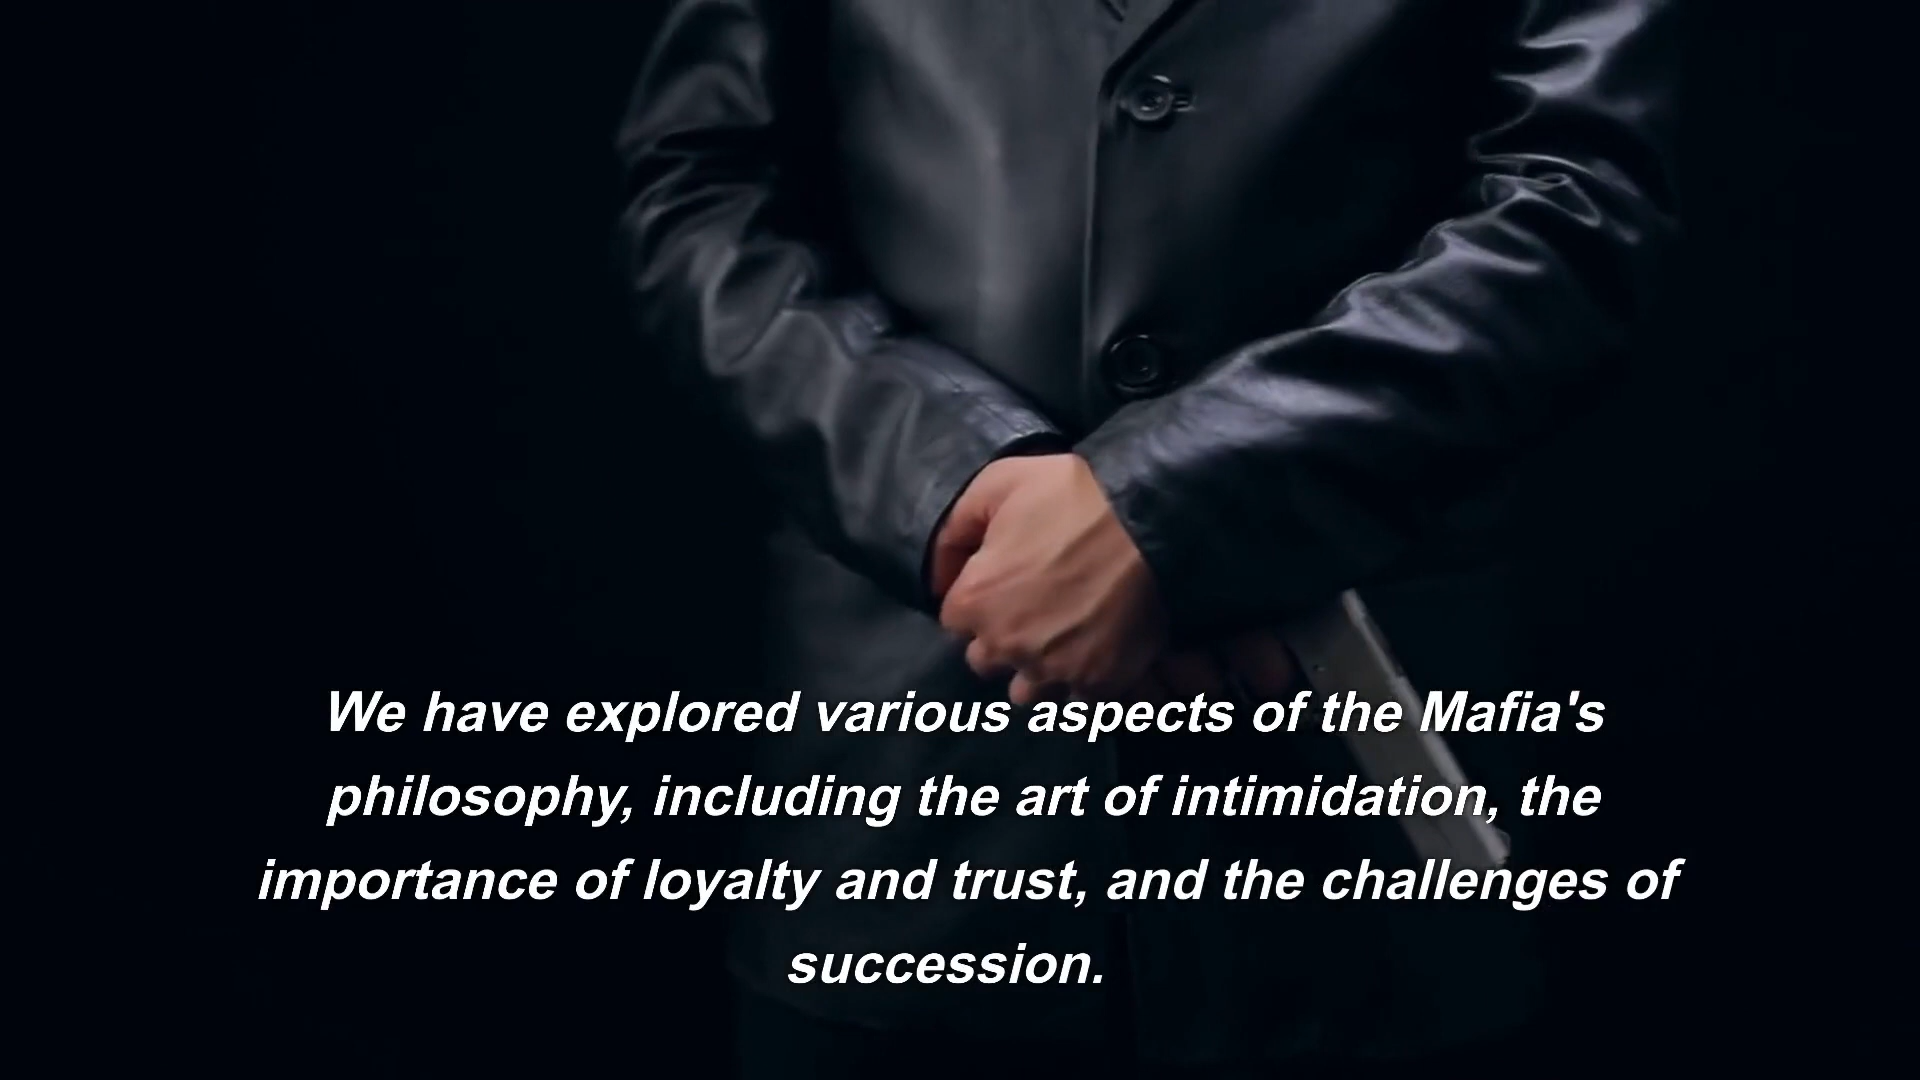 We have explored various aspects of the Mafia's
philosophy, including the art of intimidation, the
importance of loyalty and trust, and the challenges of
succession.